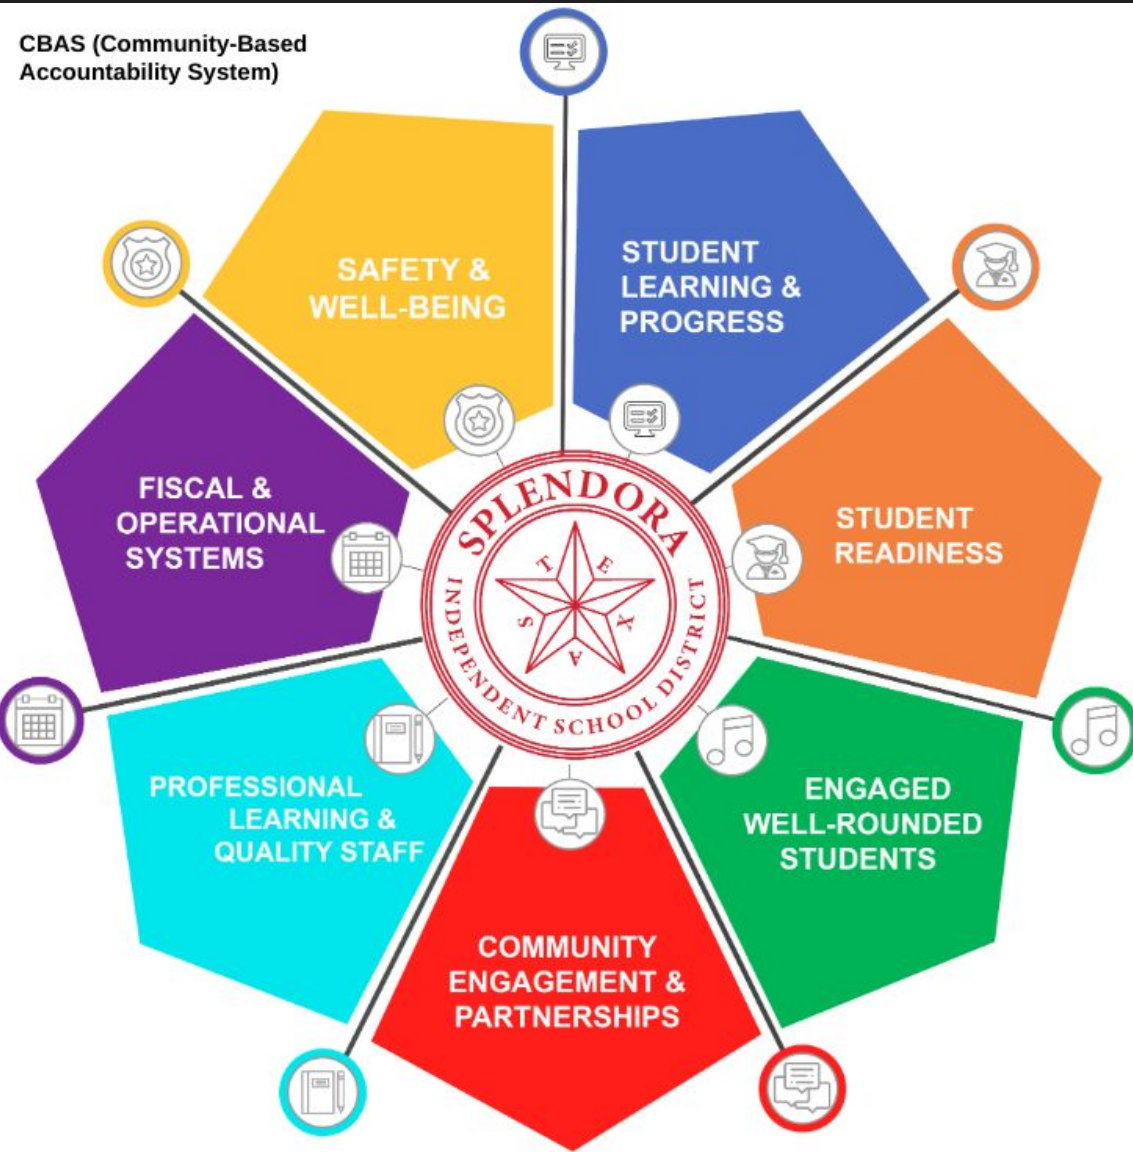 CBAS (Community-Based
Accountability System)
SAFETY &
WELL-BEING
STUDENT
LEARNING &
PROGRESS
FISCAL &
OPERATIONAL
SYSTEMS
STUDENT
READINESS
SPLENDORA
INDEPENDENT SCHOOL DISTRICT
T E X A S
PROFESSIONAL
LEARNING &
QUALITY STAFF
ENGAGED
WELL-ROUNDED
STUDENTS
COMMUNITY
ENGAGEMENT &
PARTNERSHIPS